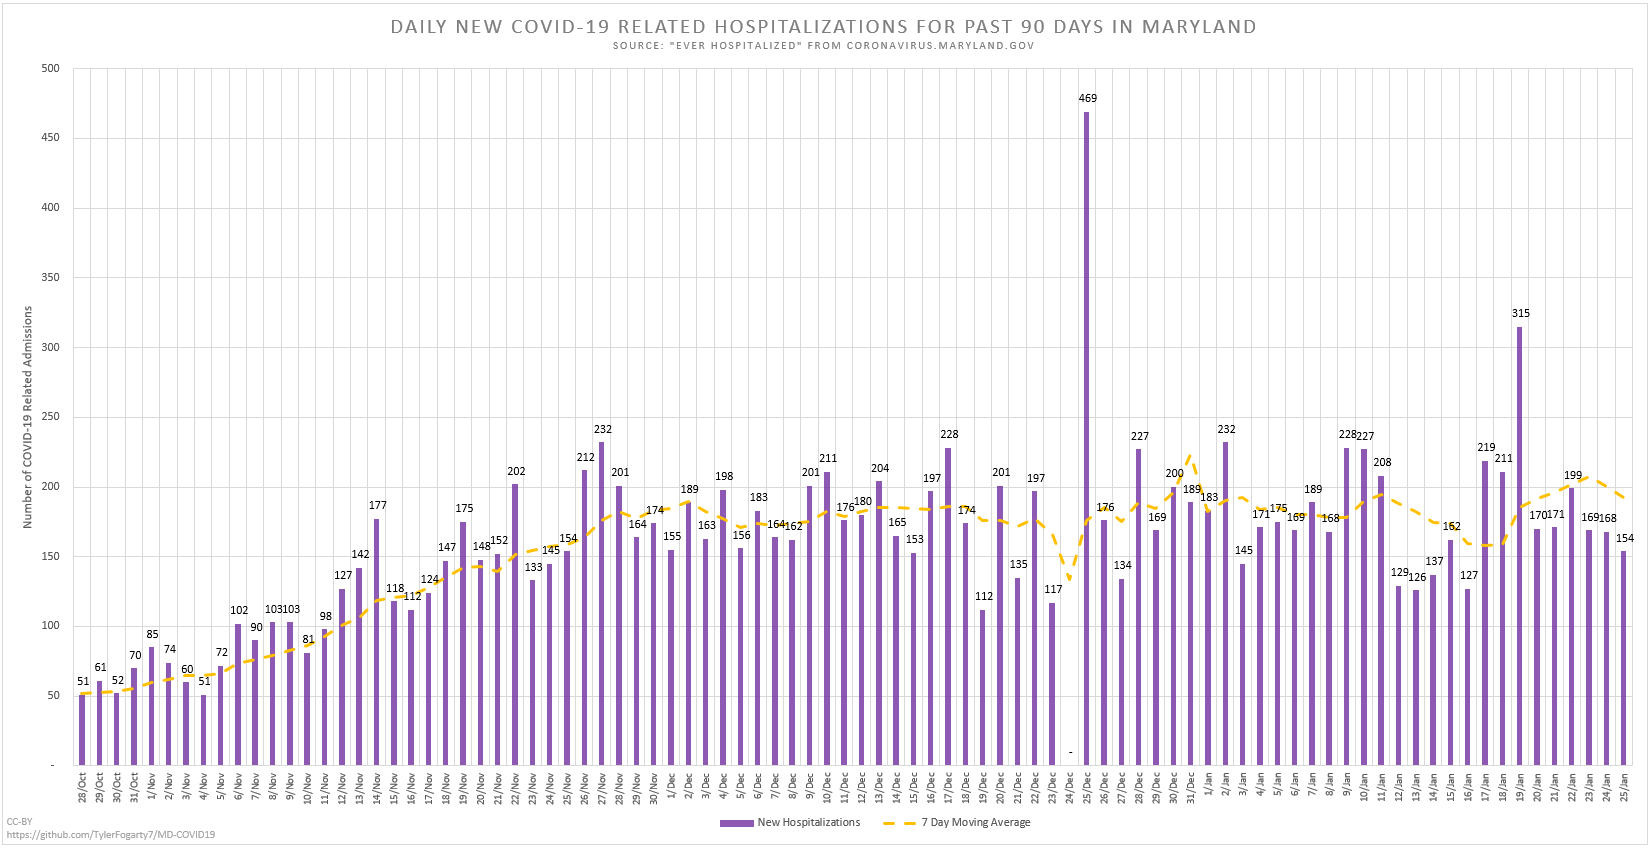 DAILY NEW COVID-19 RELATED HOSPITALIZATIONS FOR PAST 90 DAYS IN MARYLAND
SOURCE: "EVER HOSPITALIZED" FROM CORONAVIRUS.MARYLAND.GOV
Number of COVID-19 Related Admissions
500
450
400
350
300
250
200
150
100
50
-
51 61 52 70 85 74 60 51 72 102 90 103 103 81 98 127 142 177 118 112 124 147 175 148 152 202 133 145 154 212 232 201 164 174 155 189 163 198 156 183 164 162 201 211 176 180 204 165 153 197 228 174 112 201 135 197 117 - 469 176 134 227 169 200 189 183 232 145 171 175 169 189 168 228 227 208 129 126 137 162 127 219 211 315 170 171 199 169 168 154
28/Oct 29/Oct 30/Oct 31/Oct 1/Nov 2/Nov 3/Nov 4/Nov 5/Nov 6/Nov 7/Nov 8/Nov 9/Nov 10/Nov 11/Nov 12/Nov 13/Nov 14/Nov 15/Nov 16/Nov 17/Nov 18/Nov 19/Nov 20/Nov 21/Nov 22/Nov 23/Nov 24/Nov 25/Nov 26/Nov 27/Nov 28/Nov 29/Nov 30/Nov 1/Dec 2/Dec 3/Dec 4/Dec 5/Dec 6/Dec 7/Dec 8/Dec 9/Dec 10/Dec 11/Dec 12/Dec 13/Dec 14/Dec 15/Dec 16/Dec 17/Dec 18/Dec 19/Dec 20/Dec 21/Dec 22/Dec 23/Dec 24/Dec 25/Dec 26/Dec 27/Dec 28/Dec 29/Dec 30/Dec 31/Dec 1/Jan 2/Jan 3/Jan 4/Jan 5/Jan 6/Jan 7/Jan 8/Jan 9/Jan 10/Jan 11/Jan 12/Jan 13/Jan 14/Jan 15/Jan 16/Jan 17/Jan 18/Jan 19/Jan 20/Jan 21/Jan 22/Jan 23/Jan 24/Jan 25/Jan
New Hospitalizations 7 Day Moving Average
CC-BY
https://github.com/TylerFogarty7/MD-COVID19